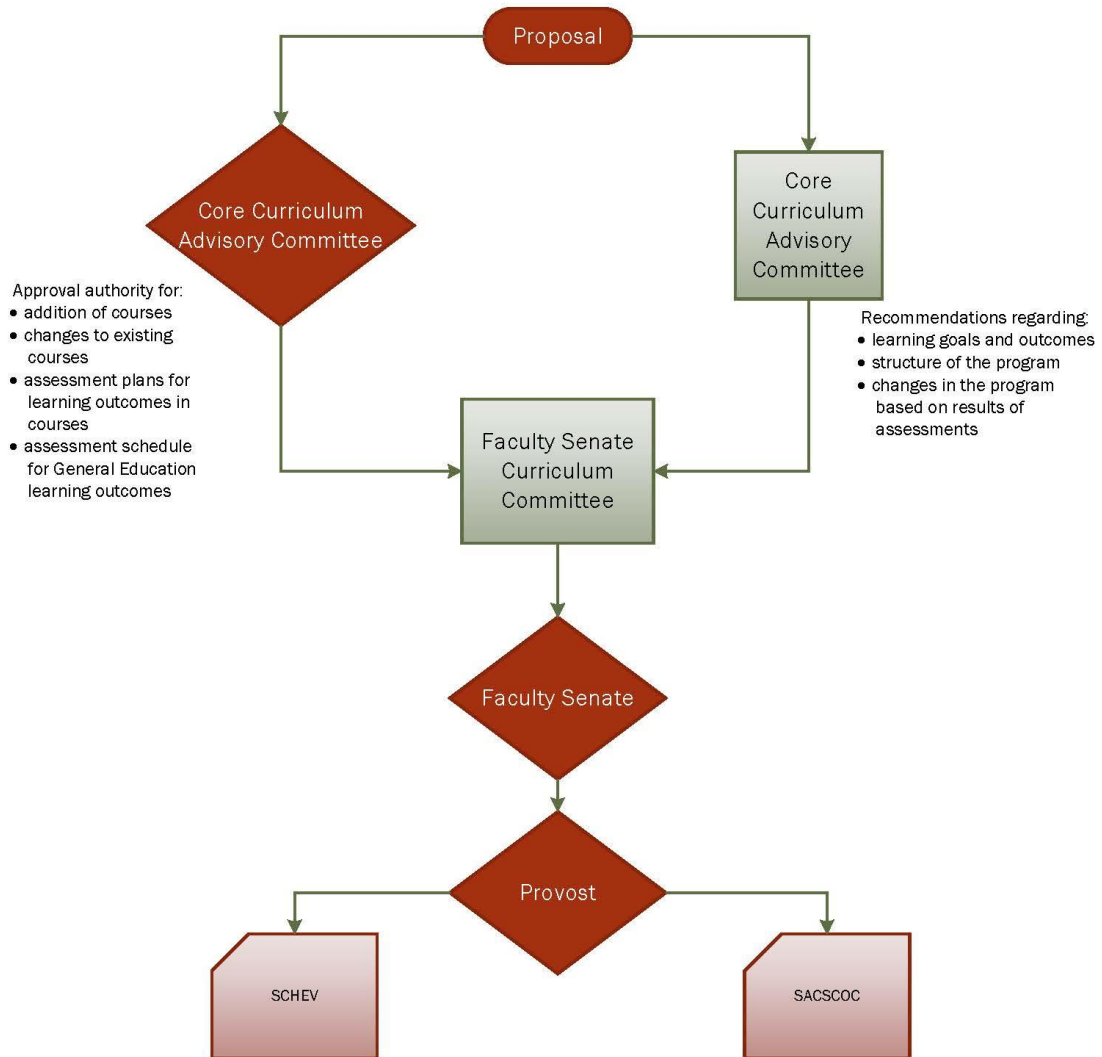 Proposal
Core Curriculum
Advisory Committee
Core
Curriculum
Advisory
Committee
Approval authority for:
• addition of courses
• changes to existing
courses
• assessment plans for
learning outcomes in
courses
• assessment schedule
for General Education
learning outcomes
Recommendations regarding:
• learning goals and outcomes
• structure of the program
• changes in the program
based on results of
assessments
Faculty Senate
Curriculum
Committee
Faculty Senate
Provost
SCHEV
SACSCOC